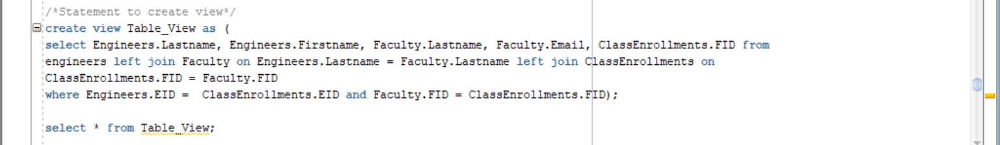 /*Statement to create view*/
create view Table_View as (
select Engineers.Lastname, Engineers.Firstname, Faculty.Lastname, Faculty.Email, ClassEnrollments.FID from
engineers left join Faculty on Engineers.Lastname = Faculty.Lastname left join ClassEnrollments on
ClassEnrollments.FID = Faculty.FID
where Engineers.EID =  ClassEnrollments.EID and Faculty.FID = ClassEnrollments.FID);
select * from Table_View;